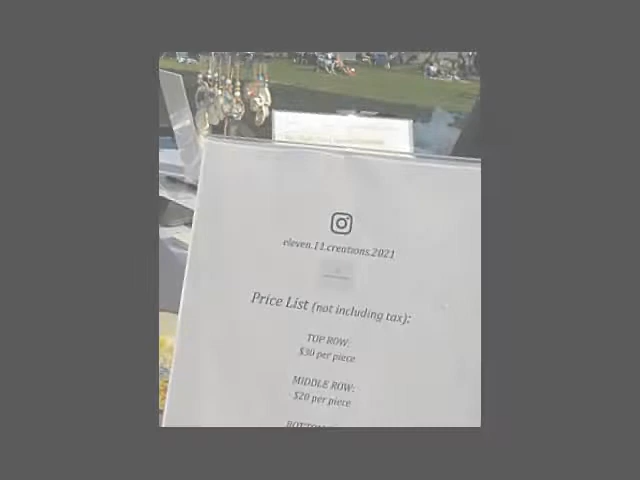 eleven.11.creations.2021
Price List (not including tax):
TOP ROW:
$30 per piece
MIDDLE ROW:
$20 per piece